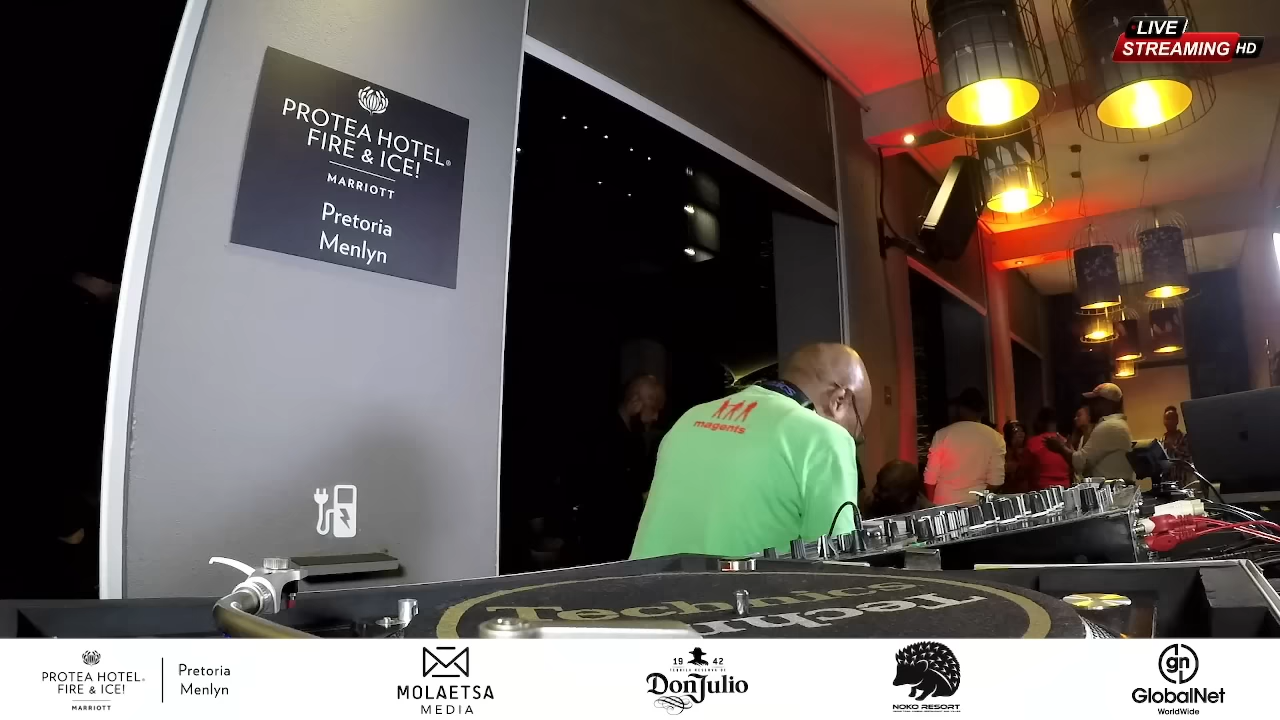 LIVE
STREAMING HD
PROTEA HOTEL®
FIRE & ICE!
MARRIOTT
Pretoria
Menlyn
magents
Technics
PROTEA HOTEL®
FIRE & ICE!
MARRIOTT
Pretoria
Menlyn
MOLAETSA
MEDIA
19 42
Don Julio
NOKO RESORT
gn
GlobalNet
WorldWide